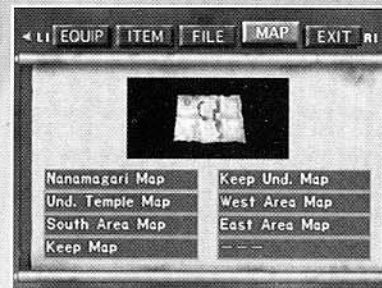 ◄ L1 EQUIP ITEM FILE MAP EXIT R1
Nanamagari Map
Und. Temple Map
South Area Map
Keep Map
Keep Und. Map
West Area Map
East Area Map
---